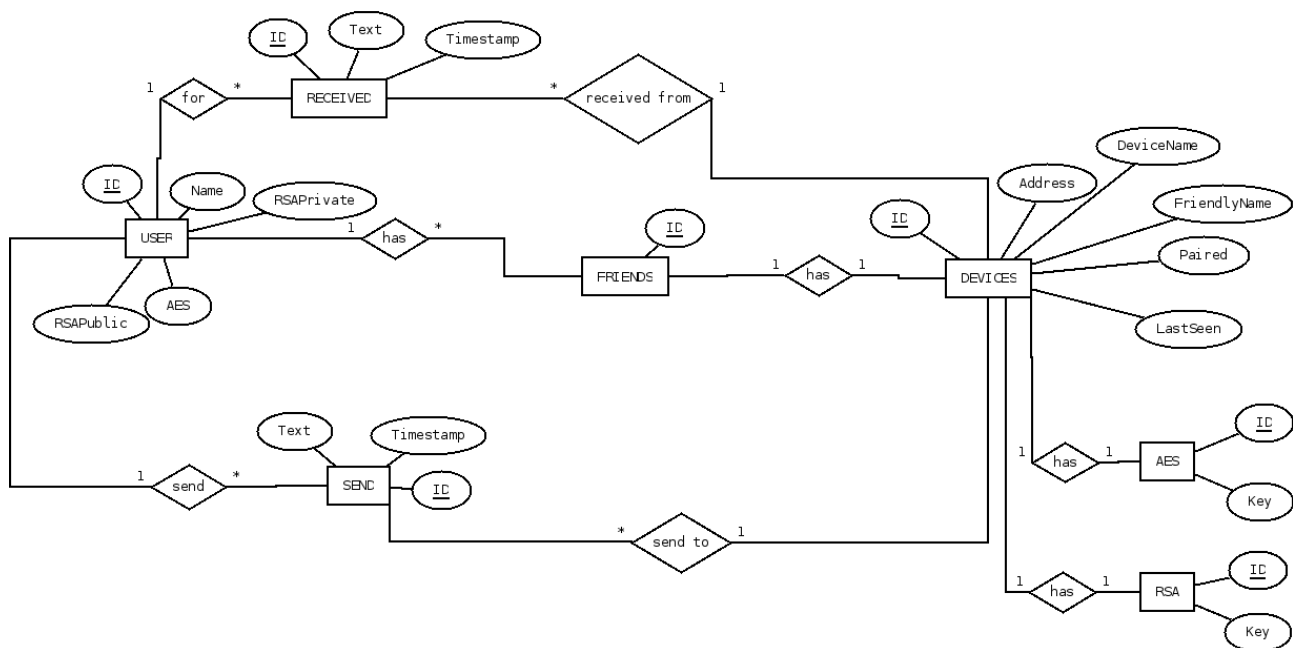 ID
Text
Timestamp
1
for
*
RECEIVED
*
received from
1
DeviceName
ID
Name
Address
RSAPrivate
ID
FriendlyName
USER
1
has
*
ID
Paired
FRIENDS
1
has
1
DEVICES
RSAPublic
AES
LastSeen
Text
Timestamp
ID
1
has
1
AES
Key
1
send
*
SEND
ID
*
send to
1
ID
1
has
1
RSA
Key